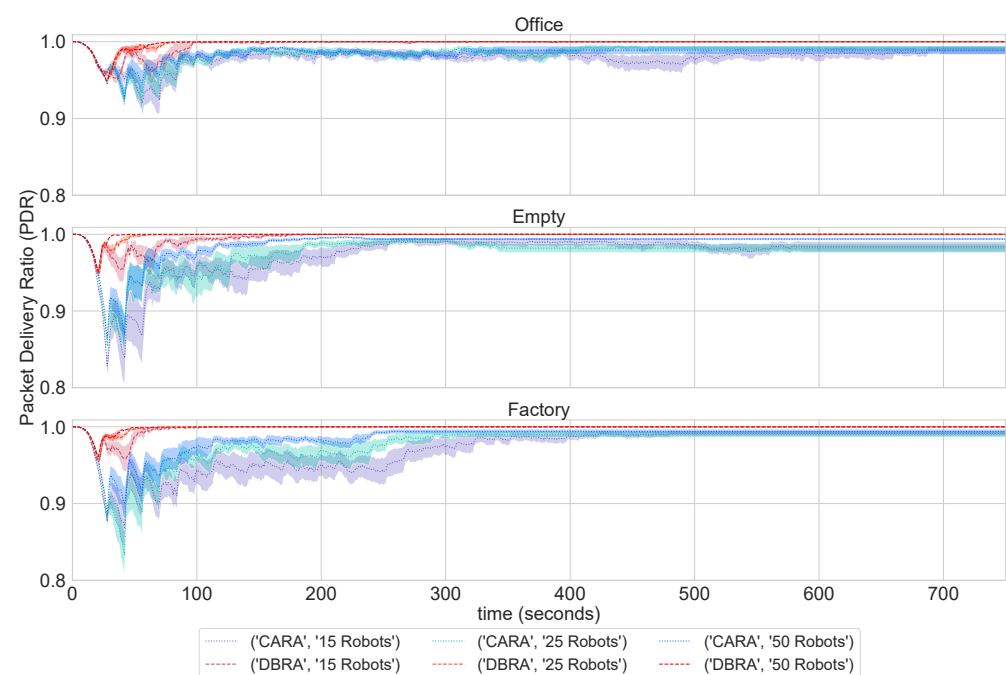 Office
1.0
0.9
0.8
Empty
1.0
0.9
0.8
Packet Delivery Ratio (PDR)
Factory
1.0
0.9
0.8
0 100 200 300 400 500 600 700
time (seconds)
('CARA', '15 Robots') ('CARA', '25 Robots') ('CARA', '50 Robots')
('DBRA', '15 Robots') ('DBRA', '25 Robots') ('DBRA', '50 Robots')